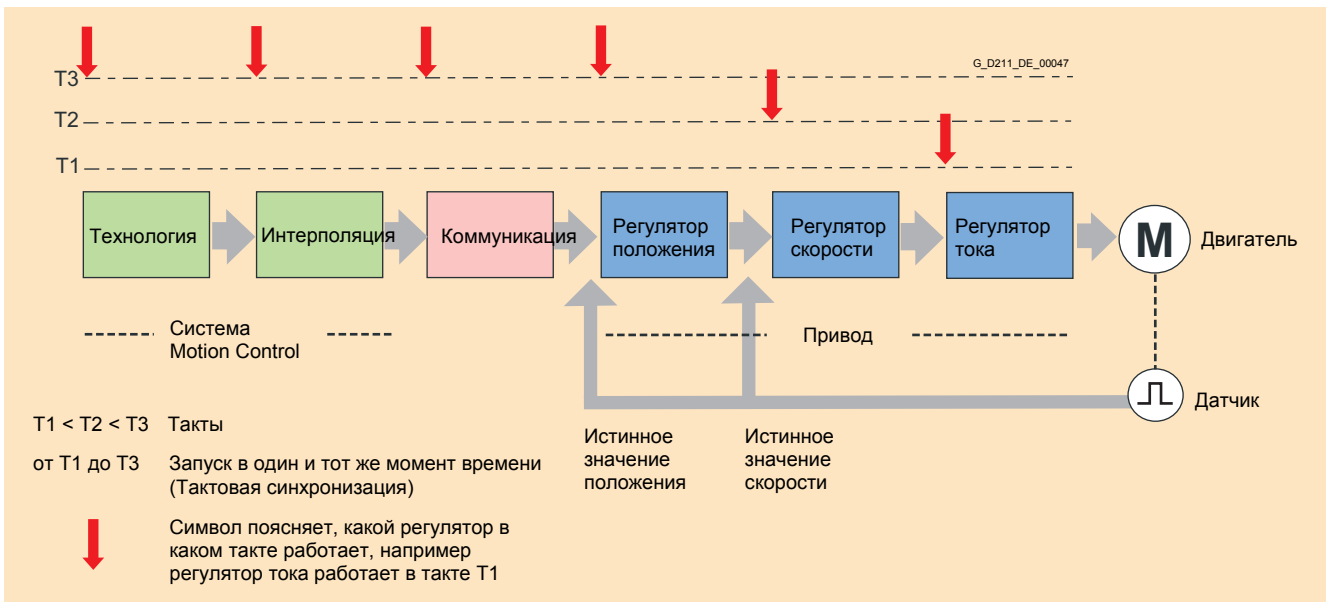 G_D211_DE_00047
T3
T2
T1
Технология
Интерполяция
Коммуникация
Регулятор
положения
Регулятор
скорости
Регулятор
тока
M
Двигатель
Система
Motion Control
Привод
Датчик
T1 < T2 < T3 Такты
Истинное
значение
положения
Истинное
значение
скорости
от T1 до T3 Запуск в один и тот же момент времени
(Тактовая синхронизация)
Символ поясняет, какой регулятор в
каком такте работает, например
регулятор тока работает в такте T1